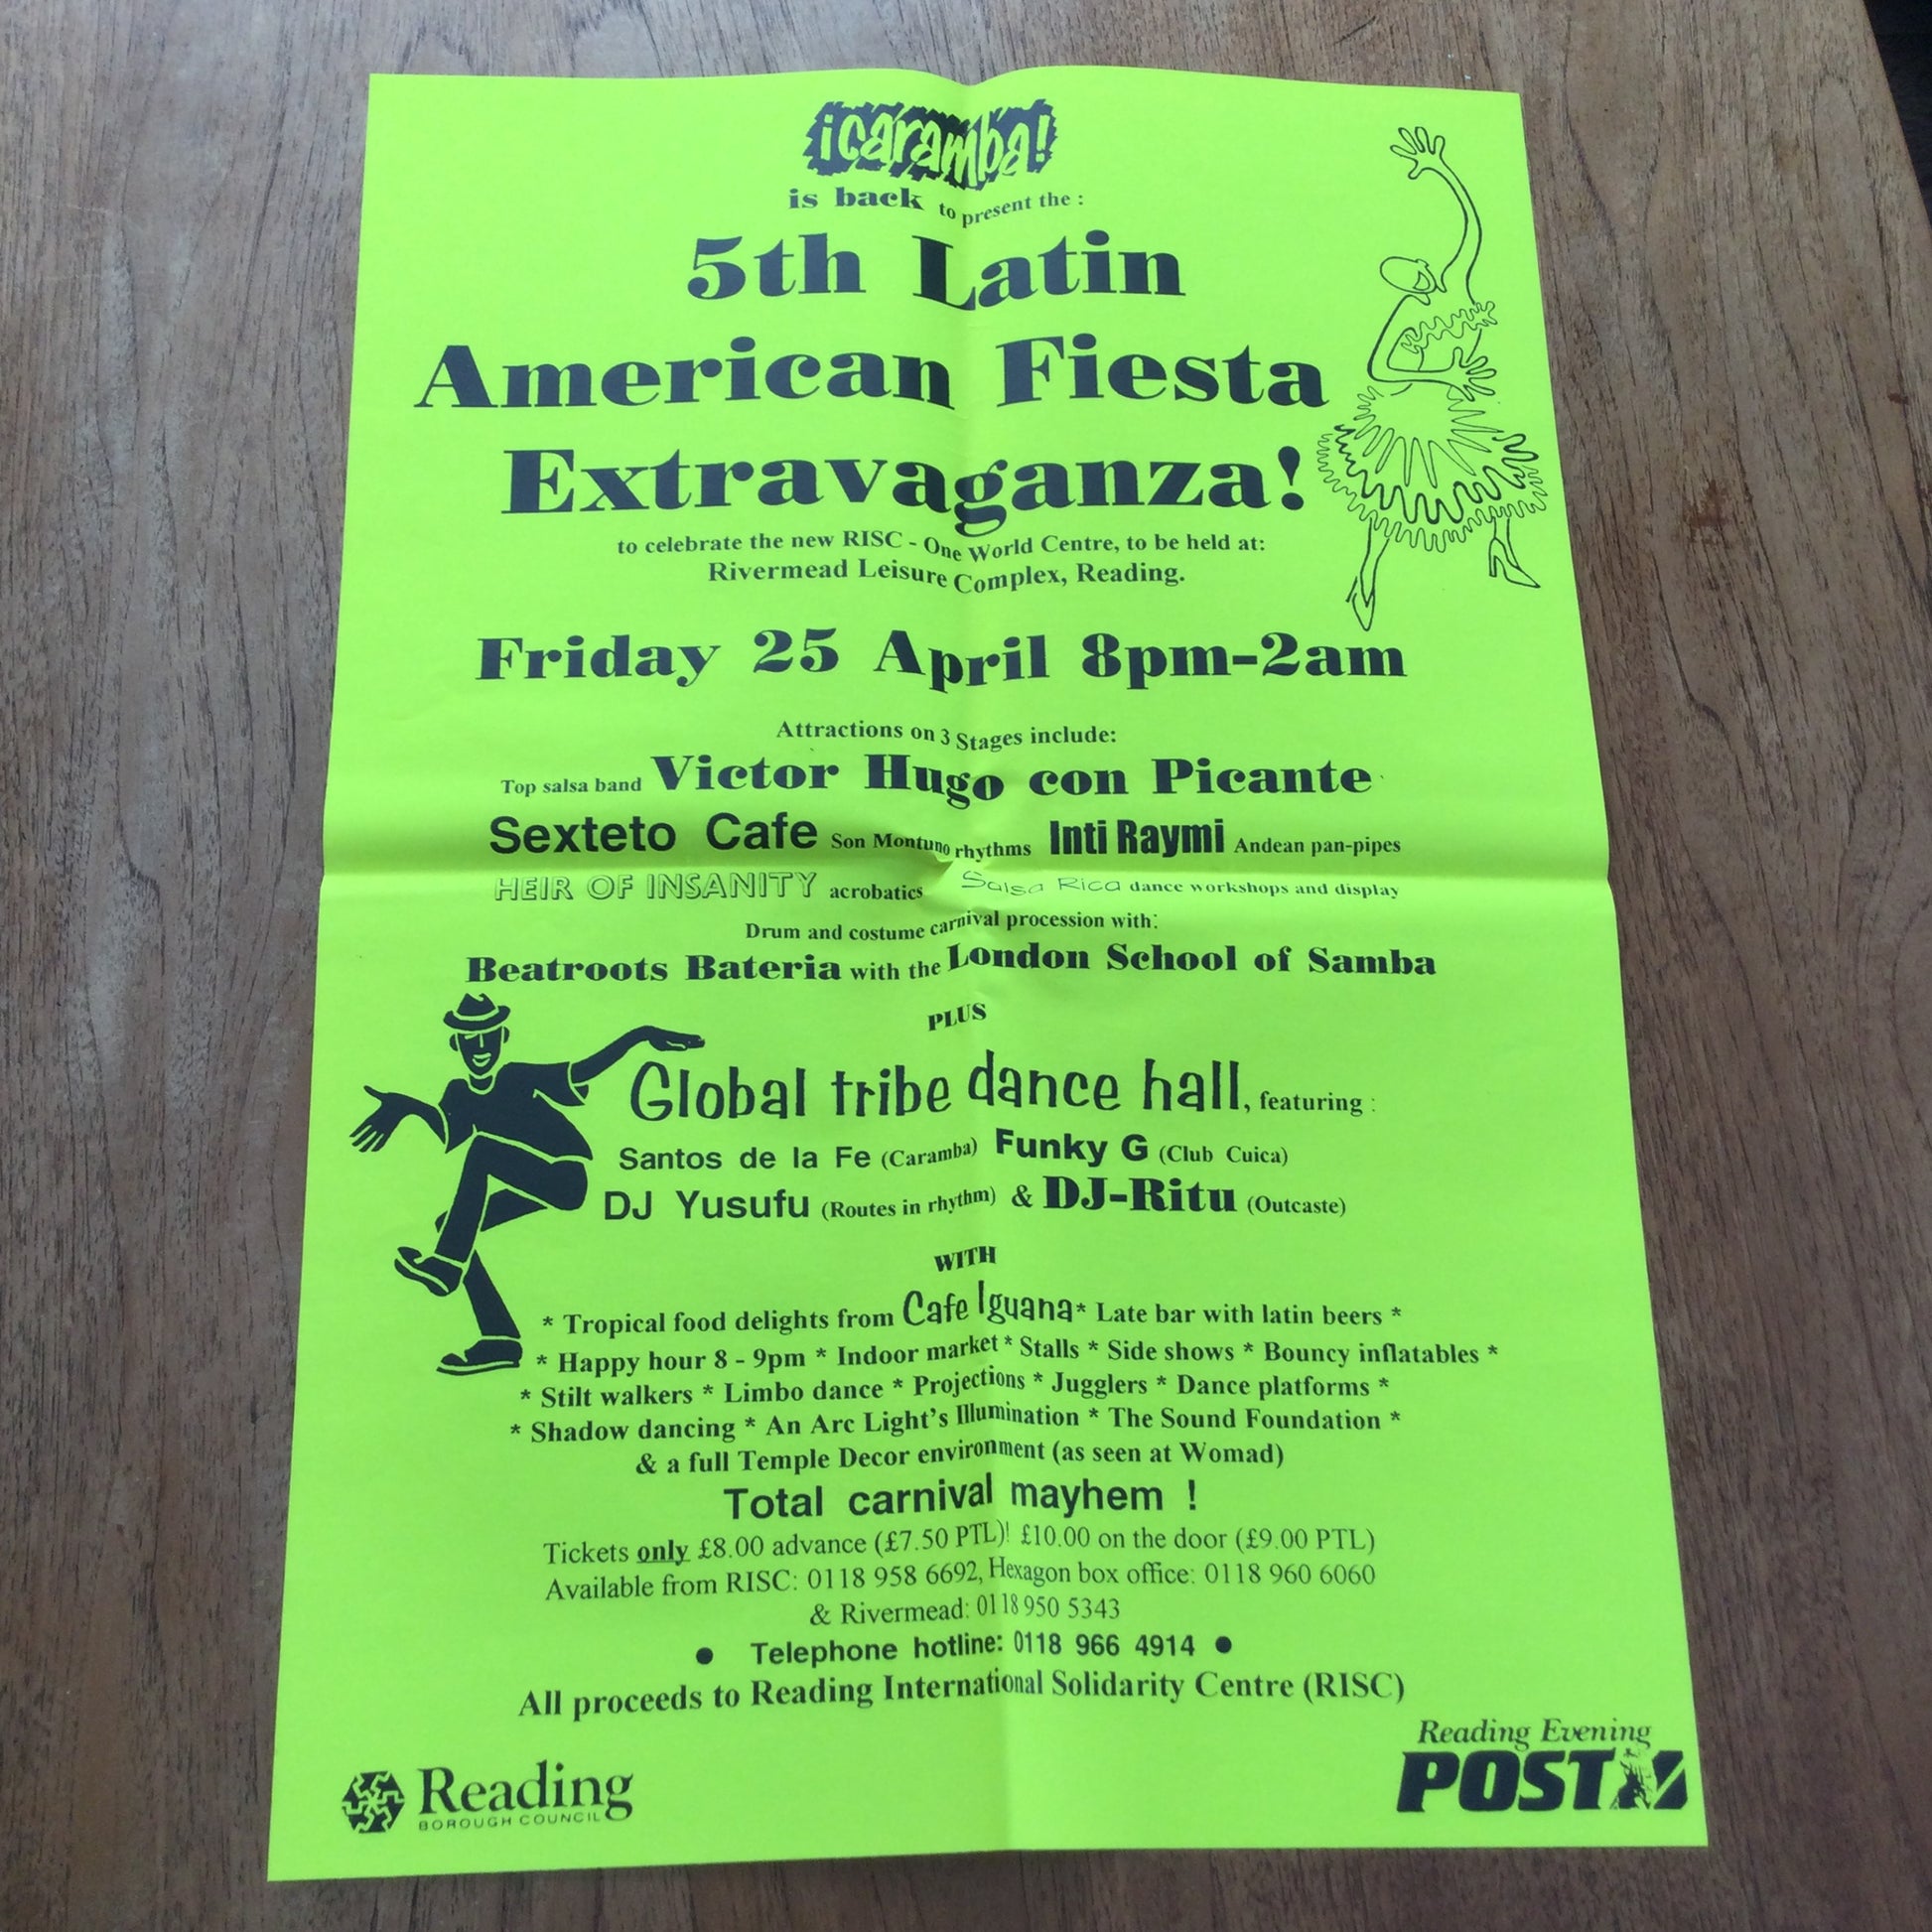 ¡caramba!
is back to present the :
5th Latin
American Fiesta
Extravaganza!
to celebrate the new RISC - One World Centre, to be held at:
Rivermead Leisure Complex, Reading.
Friday 25 April 8pm-2am
Attractions on 3 Stages include:
Top salsa band Victor Hugo con Picante
Sexteto Cafe Son Montuno rhythms Inti Raymi Andean pan-pipes
HEIR OF INSANITY acrobatics Salsa Rica dance workshops and display
Drum and costume carnival procession with:
Beatroots Bateria with the London School of Samba
PLUS
Global tribe dance hall, featuring :
Santos de la Fe (Caramba) Funky G (Club Cuica)
DJ Yusufu (Routes in rhythm) & DJ-Ritu (Outcaste)
WITH
* Tropical food delights from Cafe Iguana* Late bar with latin beers *
* Happy hour 8 - 9pm * Indoor market * Stalls * Side shows * Bouncy inflatables *
* Stilt walkers * Limbo dance * Projections * Jugglers * Dance platforms *
* Shadow dancing * An Arc Light's Illumination * The Sound Foundation *
& a full Temple Decor environment (as seen at Womad)
Total carnival mayhem !
Tickets only £8.00 advance (£7.50 PTL)! £10.00 on the door (£9.00 PTL)
Available from RISC: 0118 958 6692, Hexagon box office: 0118 960 6060
& Rivermead: 0118 950 5343
● Telephone hotline: 0118 966 4914 ●
All proceeds to Reading International Solidarity Centre (RISC)
Reading
BOROUGH COUNCIL
Reading Evening
POST